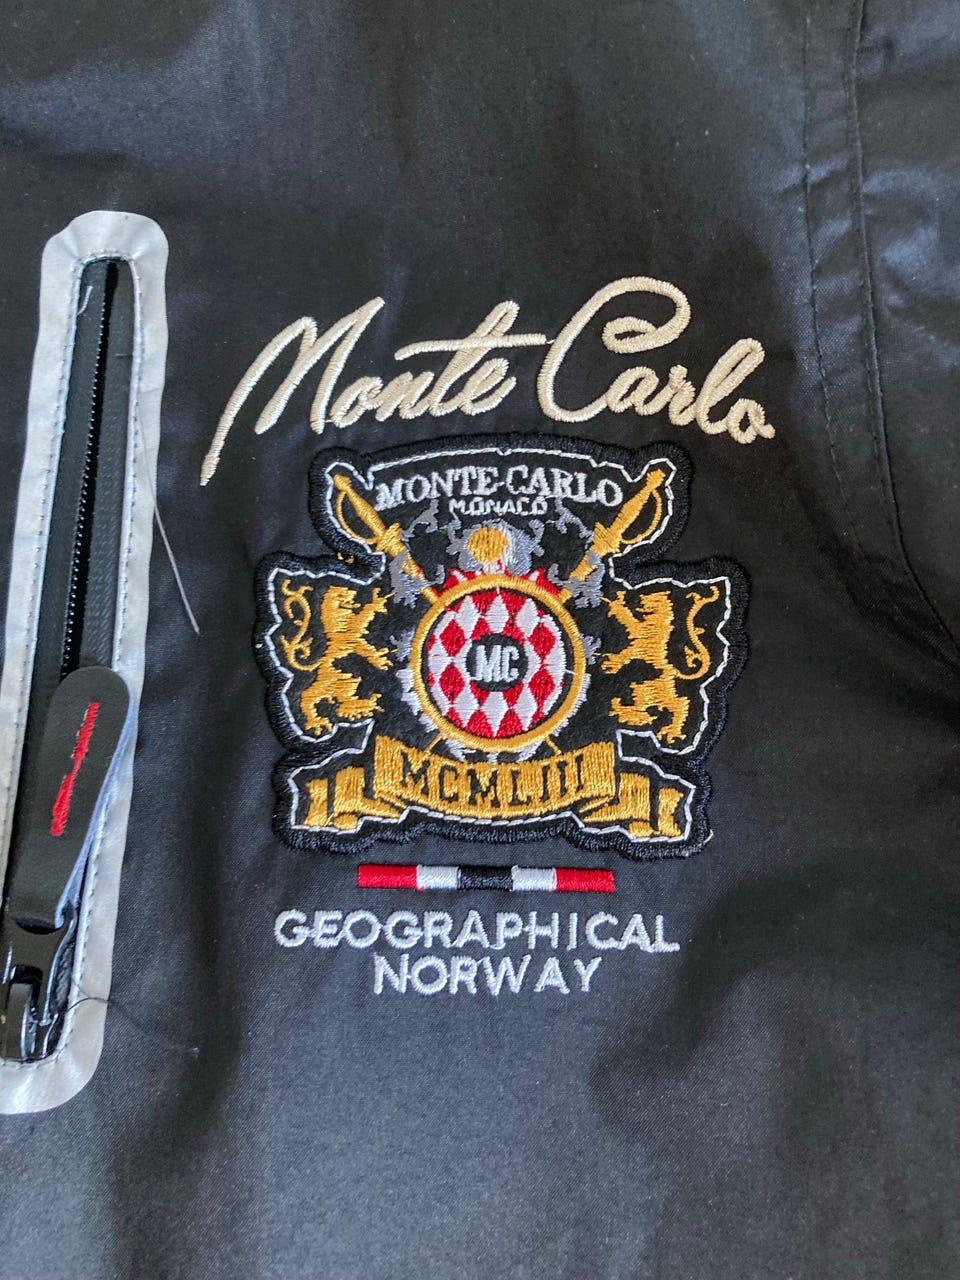 Monte Carlo
MONTE-CARLO
MONACO
MC
MCMLIII
GEOGRAPHICAL
NORWAY